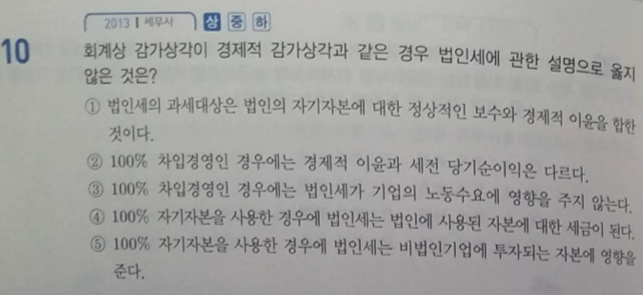 2013 | 세무사 상 중 하
10 회계상 감가상각이 경제적 감가상각과 같은 경우 법인세에 관한 설명으로 옳지
않은 것은?
① 법인세의 과세대상은 법인의 자기자본에 대한 정상적인 보수와 경제적 이윤을 합한
것이다.
② 100% 차입경영인 경우에는 경제적 이윤과 세전 당기순이익은 다르다.
③ 100% 차입경영인 경우에는 법인세가 기업의 노동수요에 영향을 주지 않는다.
④ 100% 자기자본을 사용한 경우에 법인세는 법인에 사용된 자본에 대한 세금이 된다.
⑤ 100% 자기자본을 사용한 경우에 법인세는 비법인기업에 투자되는 자본에 영향을
준다.